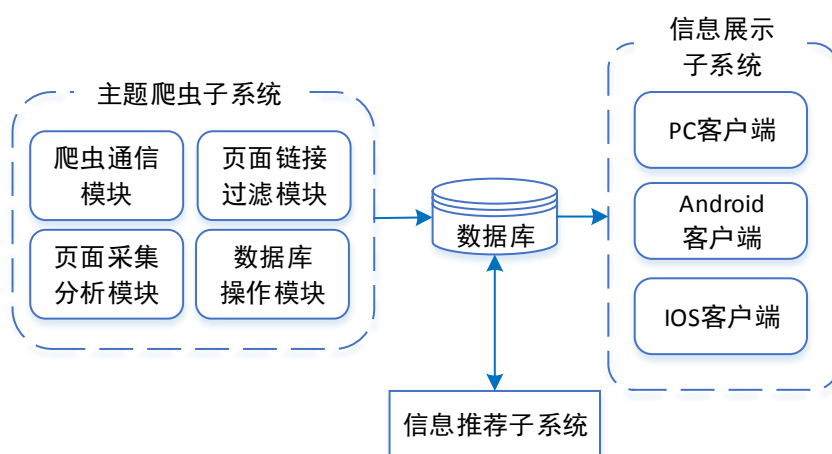 主题爬虫子系统
爬虫通信
模块
页面链接
过滤模块
页面采集
分析模块
数据库
操作模块
数据库
信息推荐子系统
信息展示
子系统
PC客户端
Android
客户端
IOS客户端